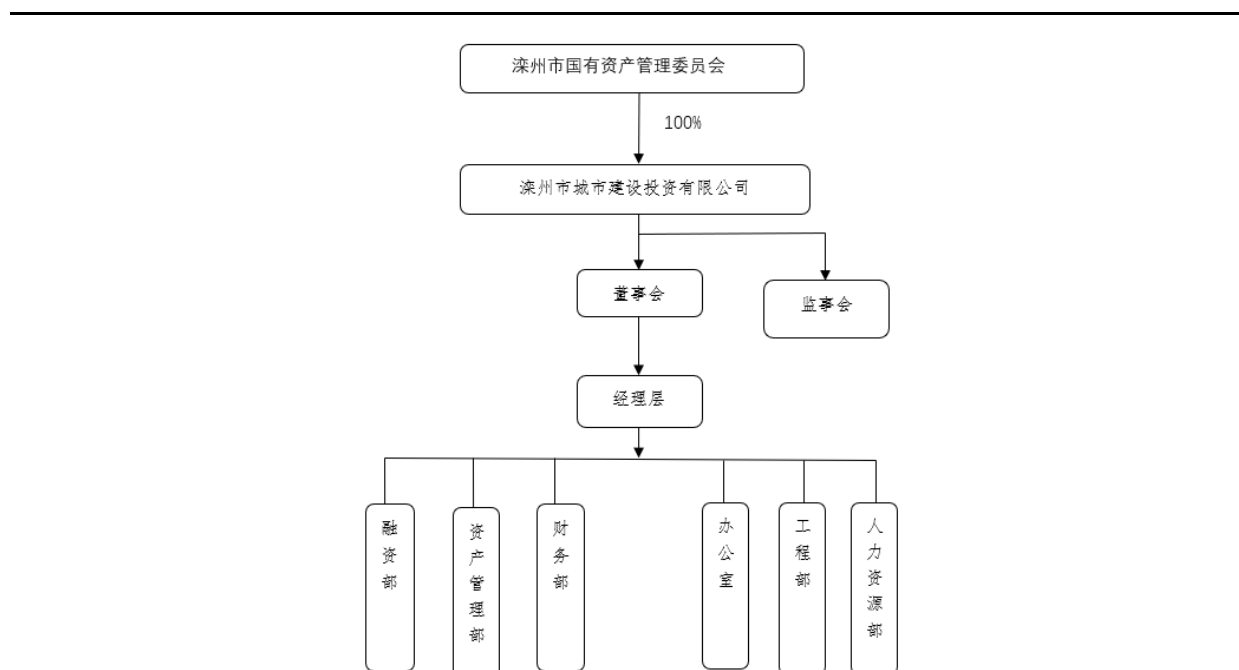 滦州市国有资产管理委员会
100%
滦州市城市建设投资有限公司
董事会
监事会
经理层
融资部
资产管理部
财务部
办公室
工程部
人力资源部